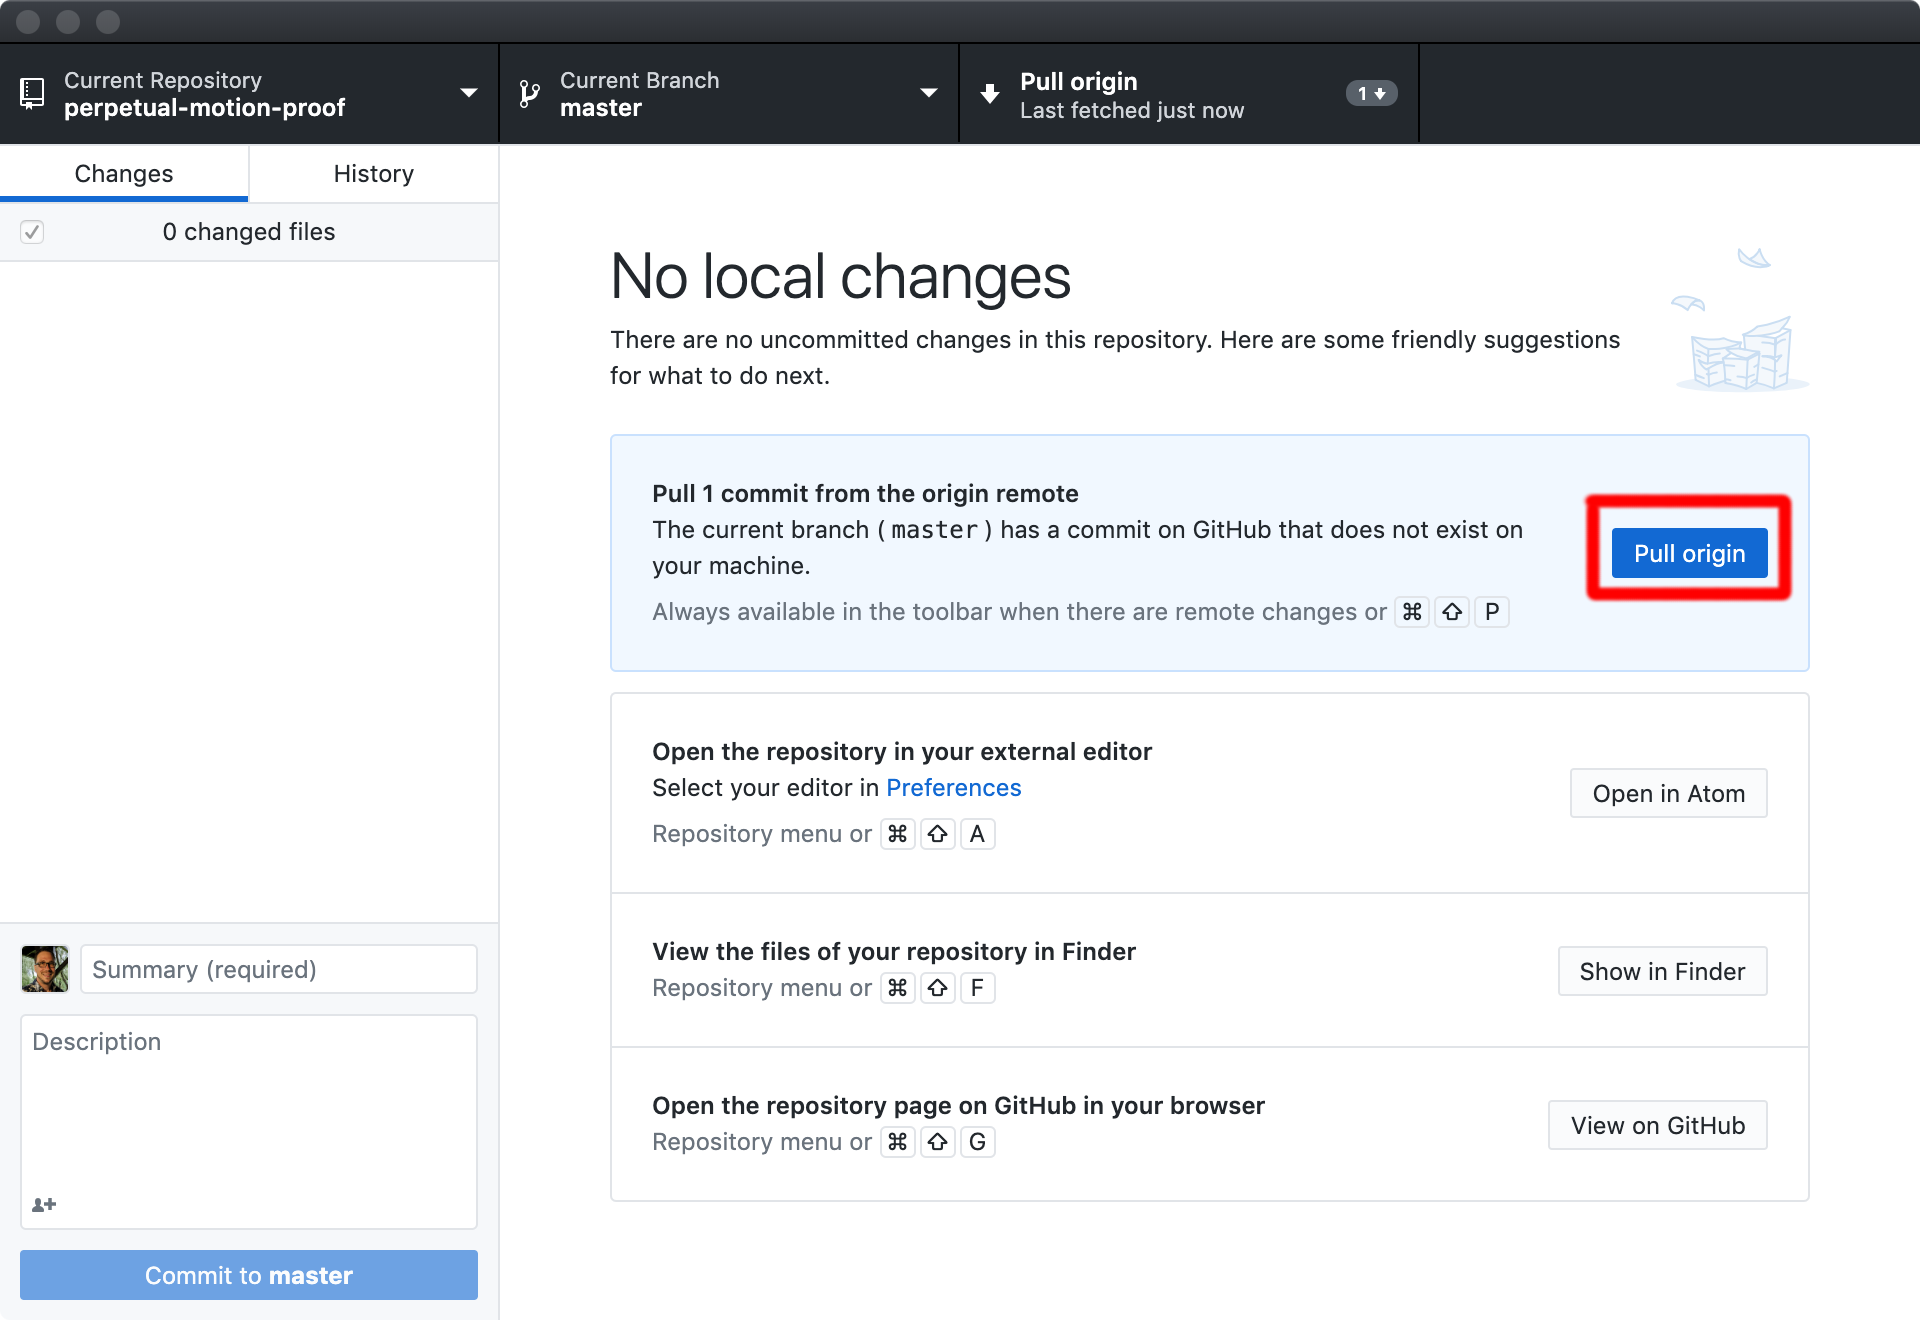 Current Repository
perpetual-motion-proof
Current Branch
master
Pull origin
Last fetched just now
1
Changes
History
0 changed files
No local changes
There are no uncommitted changes in this repository. Here are some friendly suggestions
for what to do next.
Pull 1 commit from the origin remote
The current branch (master) has a commit on GitHub that does not exist on
your machine.
Always available in the toolbar when there are remote changes or ⌘ ⇧ P
Pull origin
Open the repository in your external editor
Select your editor in Preferences
Repository menu or ⌘ ⇧ A
Open in Atom
View the files of your repository in Finder
Repository menu or ⌘ ⇧ F
Show in Finder
Open the repository page on GitHub in your browser
Repository menu or ⌘ ⇧ G
View on GitHub
Summary (required)
Description
Commit to master